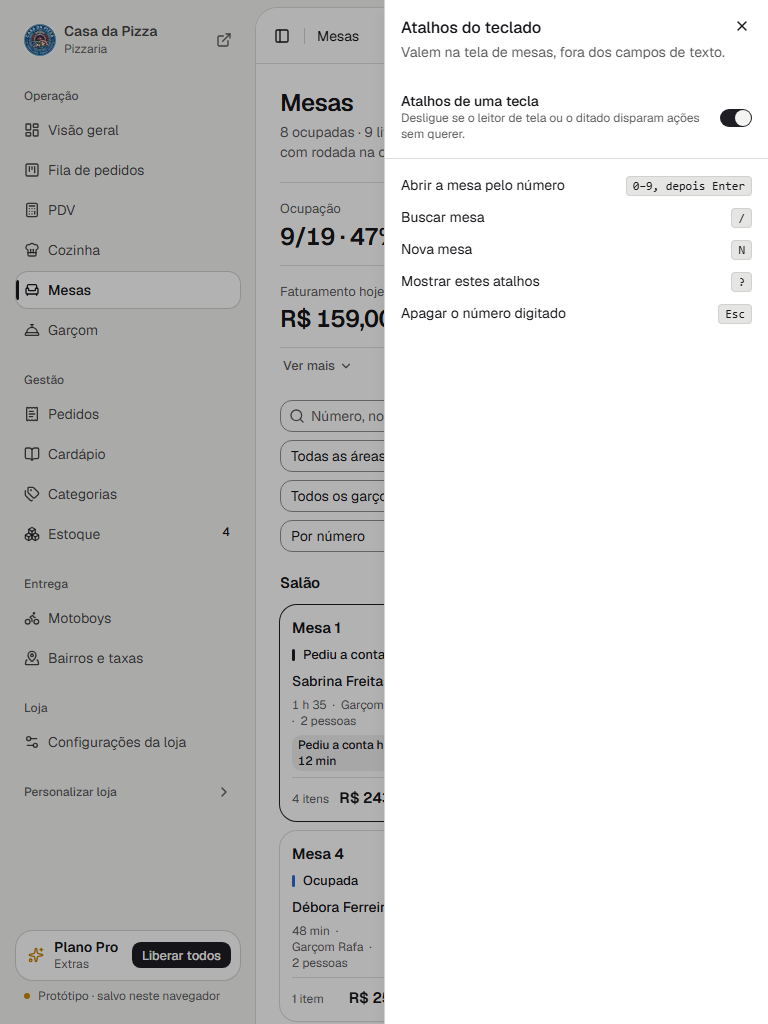 Casa da Pizza
Pizzaria
Operação
Visão geral
Fila de pedidos
PDV
Cozinha
Mesas
Garçom
Gestão
Pedidos
Cardápio
Categorias
Estoque 4
Entrega
Motoboys
Bairros e taxas
Loja
Configurações da loja
Personalizar loja
Plano Pro
Extras
Liberar todos
Protótipo · salvo neste navegador
Mesas
Mesas
8 ocupadas · 9 li
com rodada na c
Ocupação
9/19 · 47%
Faturamento hoje
R$ 159,00
Ver mais
Número, no
Todas as áreas
Todos os garço
Por número
Salão
Mesa 1
Pediu a conta
Sabrina Freita
1 h 35 · Garçom
· 2 pessoas
Pediu a conta h
12 min
4 itens R$ 243
Mesa 4
Ocupada
Débora Ferreir
48 min ·
Garçom Rafa ·
2 pessoas
1 item R$ 25
Atalhos do teclado
Valem na tela de mesas, fora dos campos de texto.
Atalhos de uma tecla
Desligue se o leitor de tela ou o ditado disparam ações
sem querer.
Abrir a mesa pelo número 0–9, depois Enter
Buscar mesa /
Nova mesa N
Mostrar estes atalhos ?
Apagar o número digitado Esc